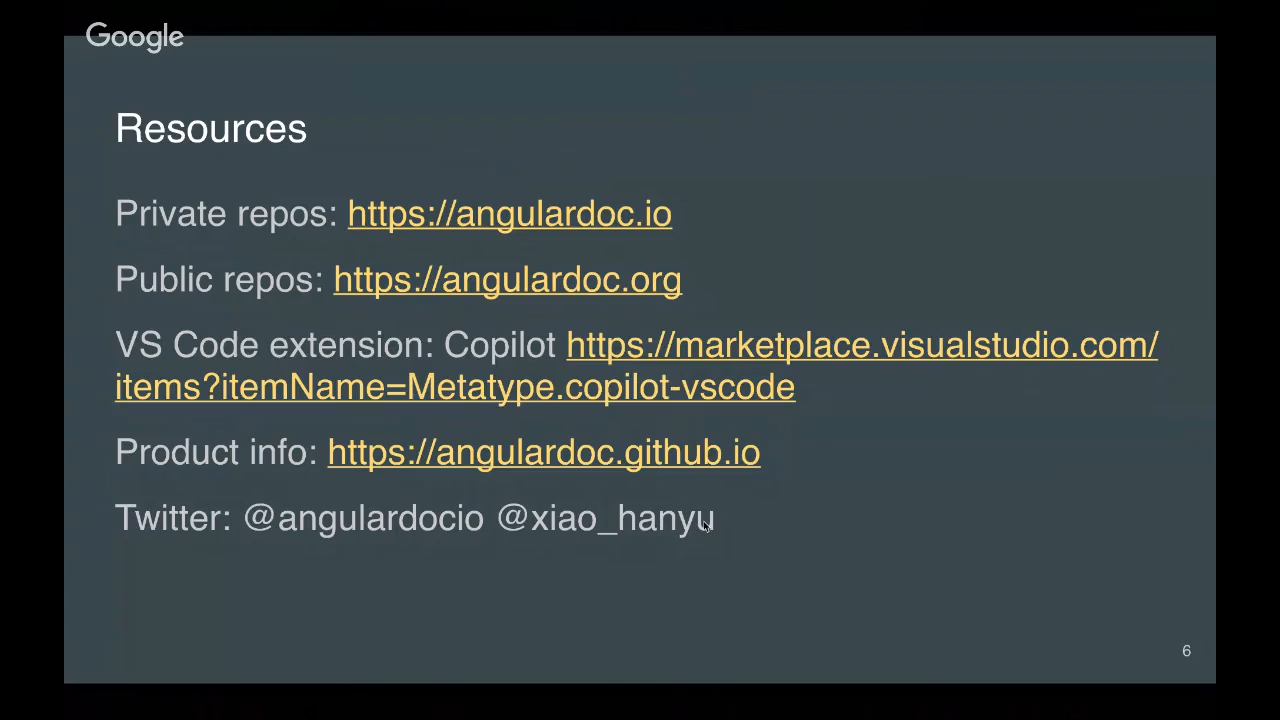 Google
Resources
Private repos: https://angulardoc.io
Public repos: https://angulardoc.org
VS Code extension: Copilot https://marketplace.visualstudio.com/
items?itemName=Metatype.copilot-vscode
Product info: https://angulardoc.github.io
Twitter: @angulardocio @xiao_hanyu
6